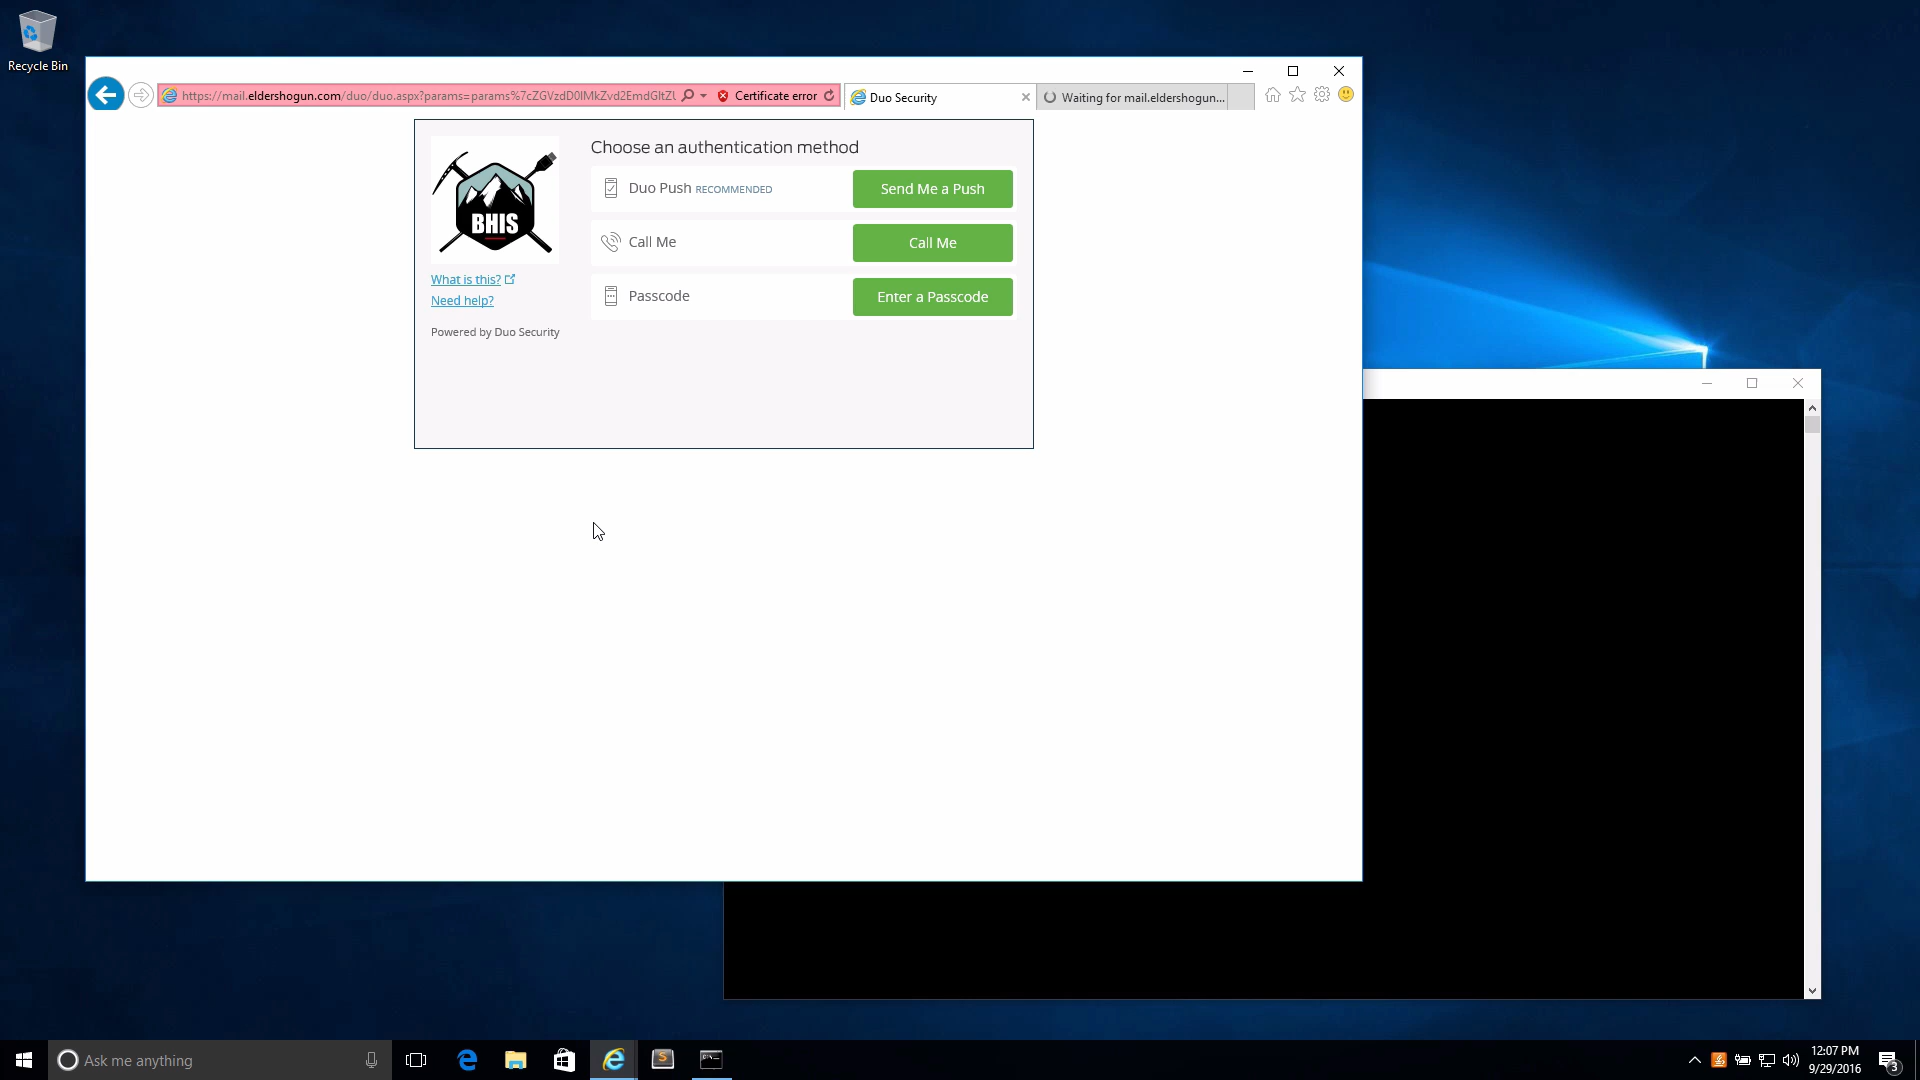 Recycle Bin
https://mail.eldershogun.com/duo/duo.aspx?params=params%7cZGVzdD0lMkZvd2EmdGltZU
Certificate error
Duo Security
Waiting for mail.eldershogun...
BHIS
What is this?
Need help?
Powered by Duo Security
Choose an authentication method
Duo Push RECOMMENDED
Send Me a Push
Call Me
Call Me
Passcode
Enter a Passcode
Ask me anything
12:07 PM
9/29/2016
3